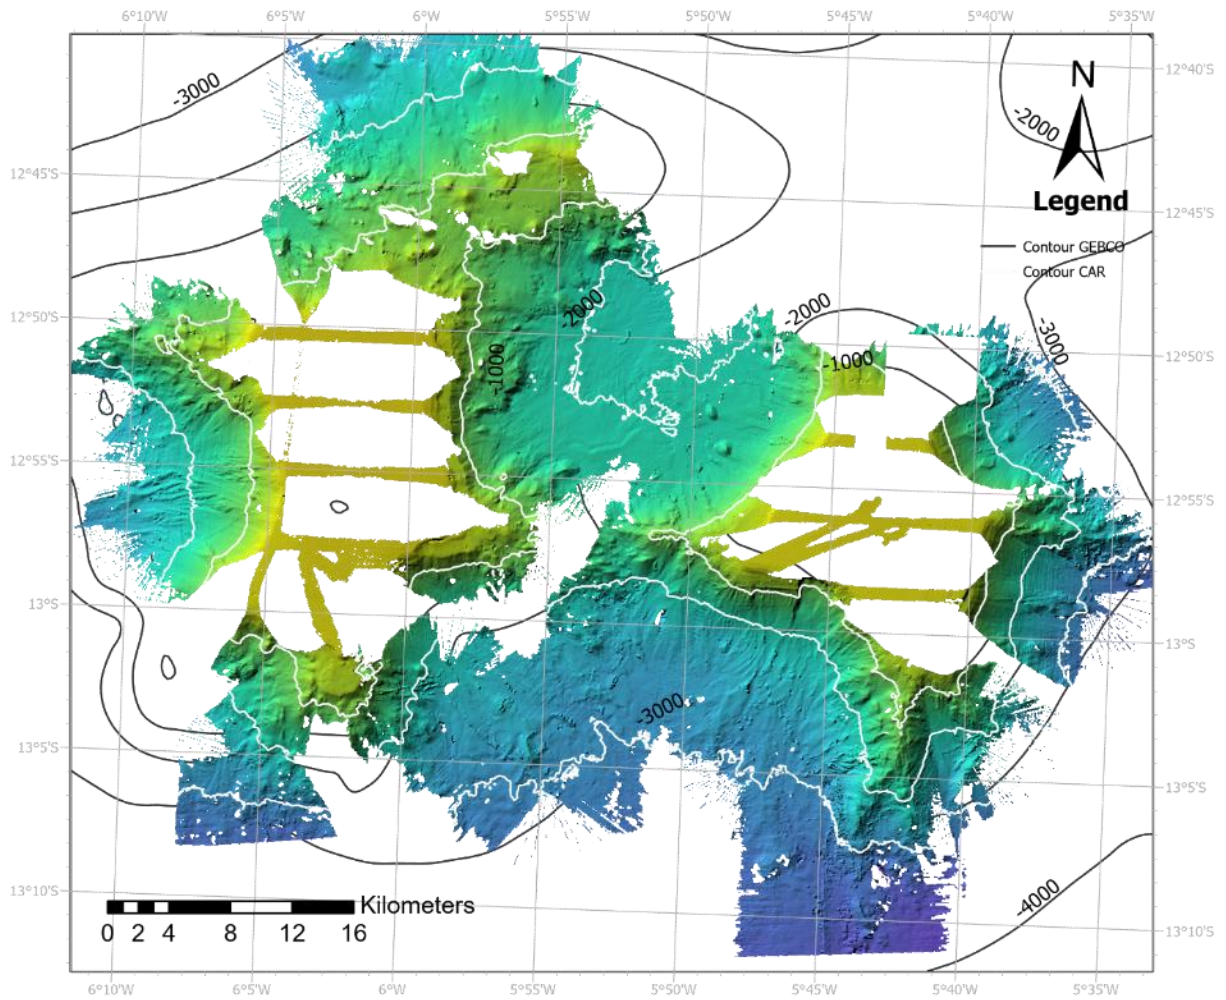 6°10'W 6°5'W 6°W 5°55'W 5°50'W 5°45'W 5°40'W 5°35'W
-3000
N
12°40'S
-2000
12°45'S
Legend
12°45'S
Contour GEBCO
Contour CAR
12°50'S
-2000
-2000
-3000
-1000
-1000
12°50'S
12°55'S
12°55'S
13°S
13°S
-3000
13°5'S
13°5'S
13°10'S
-4000
Kilometers
0 2 4 8 12 16
13°10'S
6°10'W 6°5'W 6°W 5°55'W 5°50'W 5°45'W 5°40'W 5°35'W